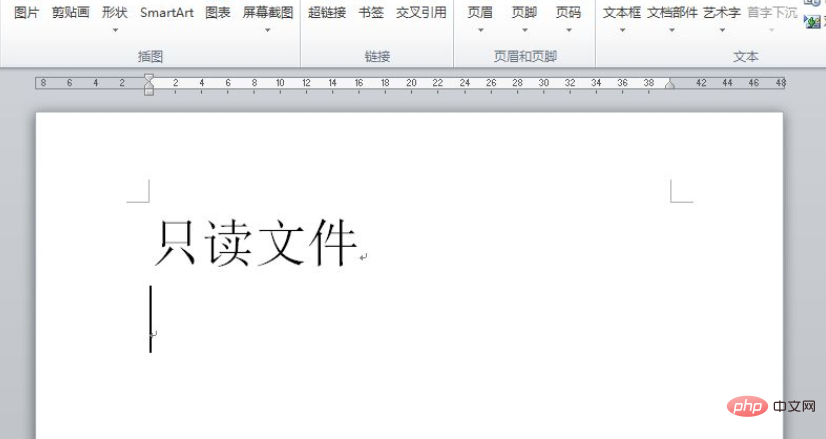 图片 剪贴画 形状 SmartArt 图表 屏幕截图 超链接 书签 交叉引用 页眉 页脚 页码 文本框 文档部件 艺术字 首字下沉
插图 链接 页眉和页脚 文本
8 6 4 2 2 4 6 8 10 12 14 16 18 20 22 24 26 28 30 32 34 36 38 42 44 46 48
只读文件
php 中文网